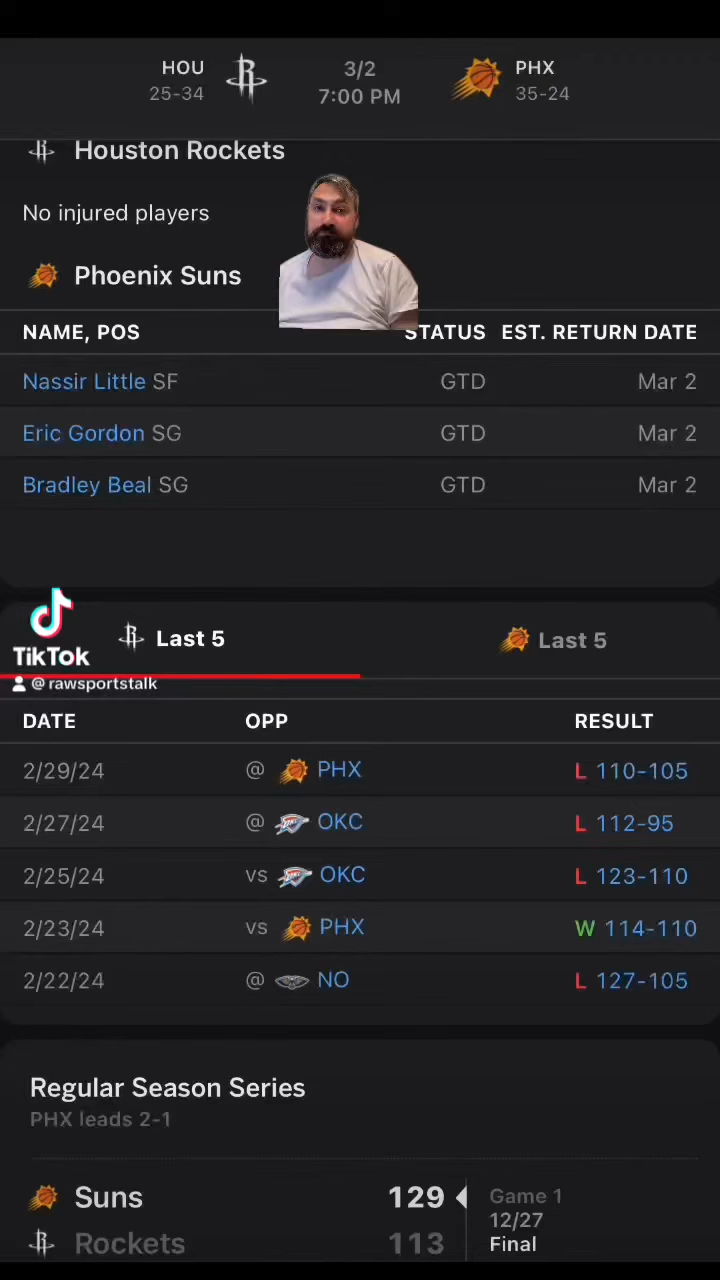 HOU 3/2 PHX
25-34 7:00 PM 35-24
Houston Rockets
No injured players
Phoenix Suns
NAME, POS STATUS EST. RETURN DATE
Nassir Little SF GTD Mar 2
Eric Gordon SG GTD Mar 2
Bradley Beal SG GTD Mar 2
Last 5 Last 5
TikTok
@rawsportstalk
DATE OPP RESULT
2/29/24 @ PHX L 110-105
2/27/24 @ OKC L 112-95
2/25/24 vs OKC L 123-110
2/23/24 vs PHX W 114-110
2/22/24 @ NO L 127-105
Regular Season Series
PHX leads 2-1
Suns 129 Game 1
12/27
Rockets 113 Final